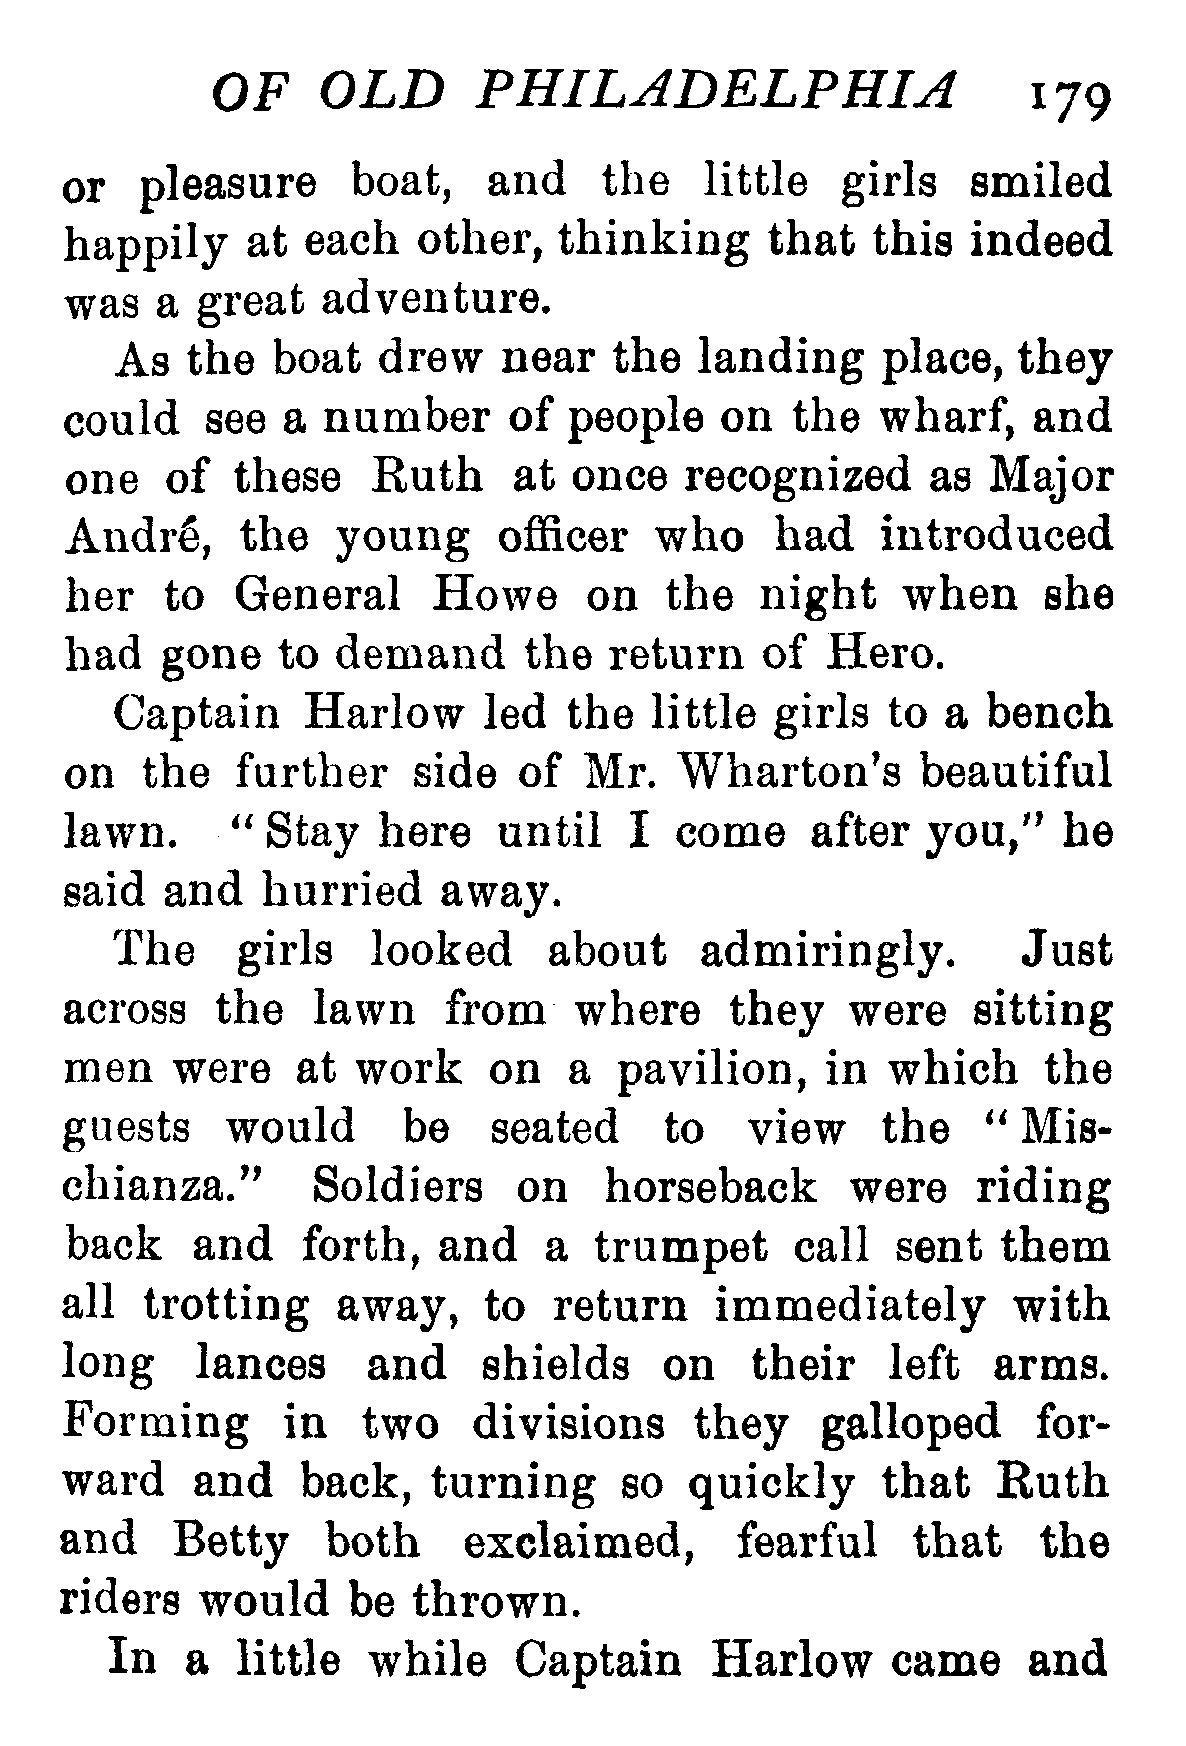 OF OLD PHILADELPHIA 179
or pleasure boat, and the little girls smiled
happily at each other, thinking that this indeed
was a great adventure.
As the boat drew near the landing place, they
could see a number of people on the wharf, and
one of these Ruth at once recognized as Major
André, the young officer who had introduced
her to General Howe on the night when she
had gone to demand the return of Hero.
Captain Harlow led the little girls to a bench
on the further side of Mr. Wharton's beautiful
lawn. "Stay here until I come after you," he
said and hurried away.
The girls looked about admiringly. Just
across the lawn from where they were sitting
men were at work on a pavilion, in which the
guests would be seated to view the "Mis-
chianza." Soldiers on horseback were riding
back and forth, and a trumpet call sent them
all trotting away, to return immediately with
long lances and shields on their left arms.
Forming in two divisions they galloped for-
ward and back, turning so quickly that Ruth
and Betty both exclaimed, fearful that the
riders would be thrown.
In a little while Captain Harlow came and